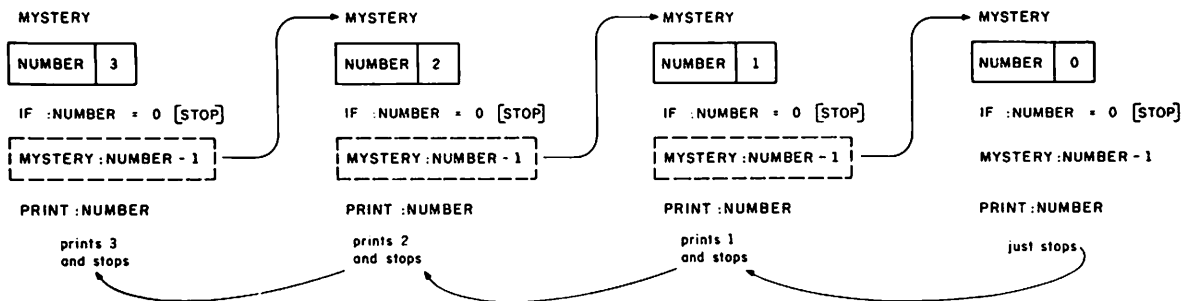 MYSTERY
NUMBER 3
IF :NUMBER = 0 [STOP]
MYSTERY :NUMBER - 1
PRINT :NUMBER
prints 3
and stops
MYSTERY
NUMBER 2
IF :NUMBER = 0 [STOP]
MYSTERY :NUMBER - 1
PRINT :NUMBER
prints 2
and stops
MYSTERY
NUMBER 1
IF :NUMBER = 0 [STOP]
MYSTERY :NUMBER - 1
PRINT :NUMBER
prints 1
and stops
MYSTERY
NUMBER 0
IF :NUMBER = 0 [STOP]
MYSTERY :NUMBER - 1
PRINT :NUMBER
just stops